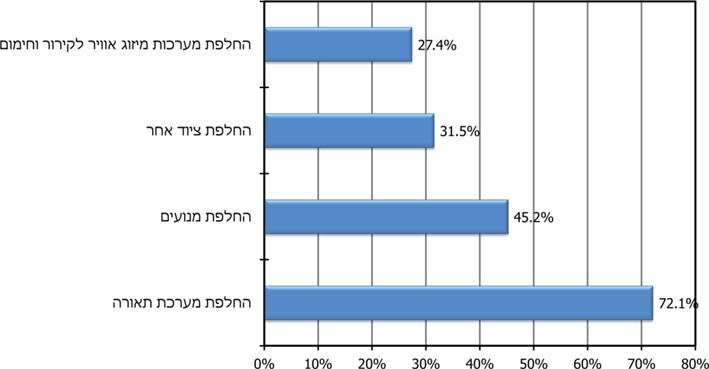 החלפת מערכות מיזוג אוויר לקירור וחימום
27.4%
החלפת ציוד אחר
31.5%
החלפת מנועים
45.2%
החלפת מערכת תאורה
72.1%
0% 10% 20% 30% 40% 50% 60% 70% 80%